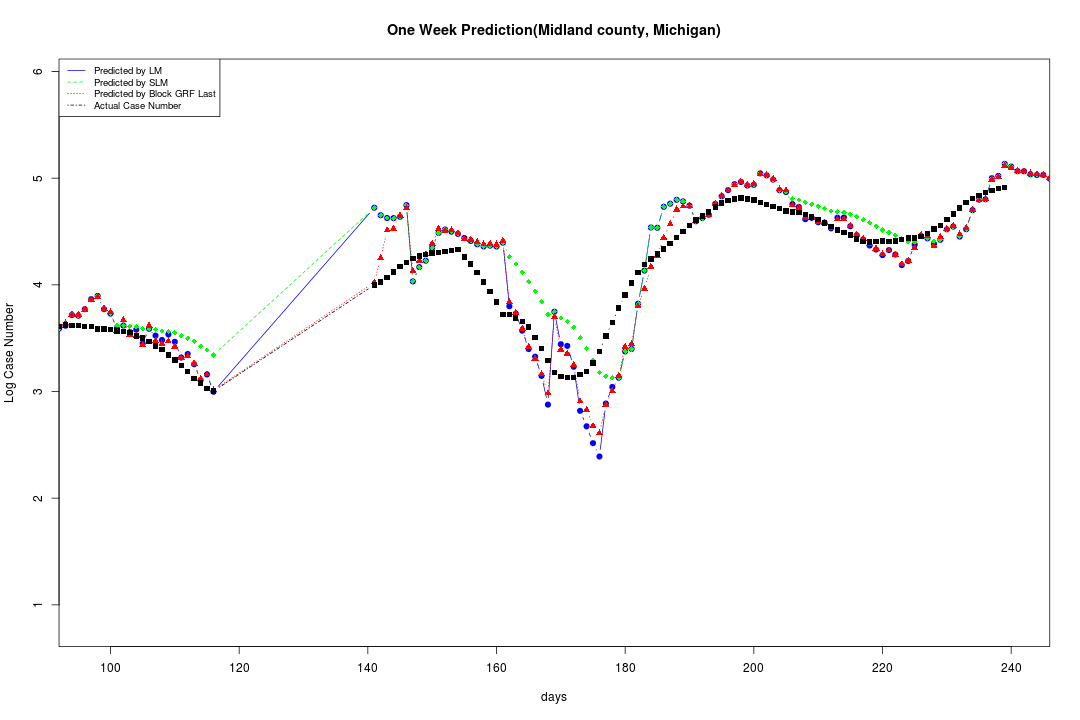 One Week Prediction(Midland county, Michigan)
Predicted by LM
Predicted by SLM
Predicted by Block GRF Last
Actual Case Number
6
5
4
3
2
1
Log Case Number
100 120 140 160 180 200 220 240
days